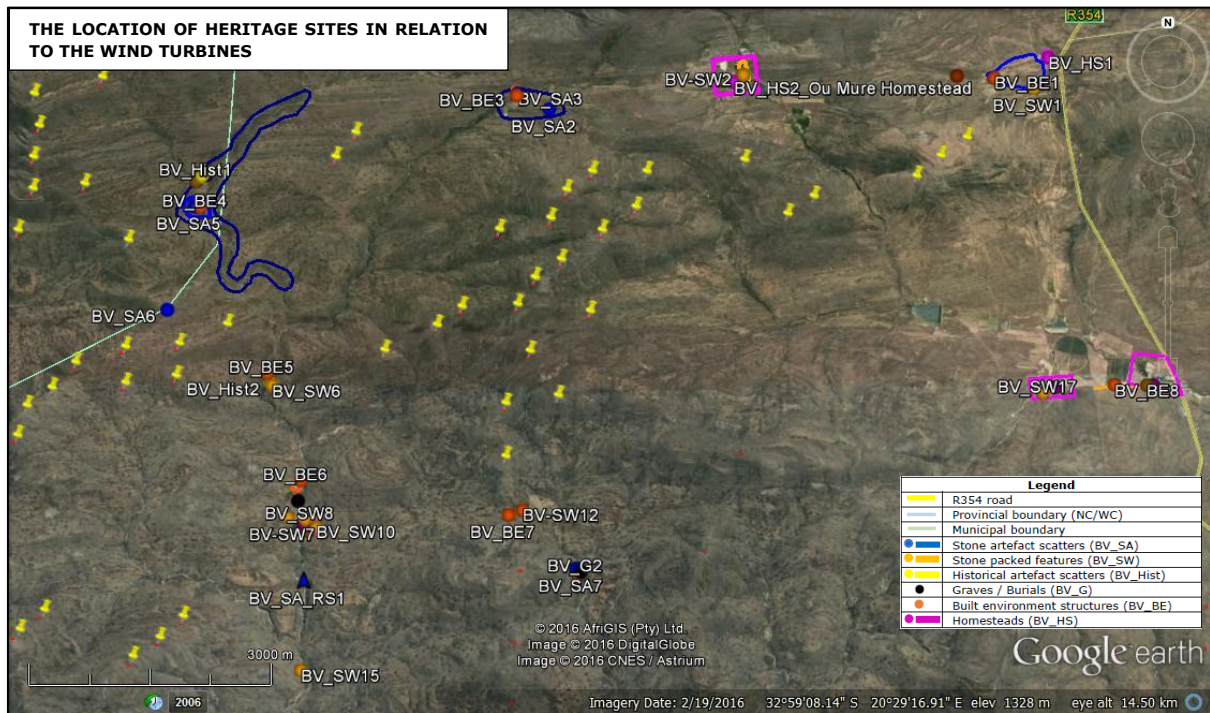 THE LOCATION OF HERITAGE SITES IN RELATION
TO THE WIND TURBINES
R354
N
BV_HS1
BV-SW2
BV_HS2_Ou Mure Homestead
BV_BE1
BV_SW1
BV_BE3
BV_SA3
BV_SA2
BV_Hist1
BV_BE4
BV_SA5
BV_SA6
BV_BE5
BV_Hist2
BV_SW6
BV_SW17
BV_BE8
BV_BE6
BV_SW8
BV-SW7
BV_SW10
BV-SW12
BV_BE7
BV_G2
BV_SA7
BV_SA_RS1
BV_SW15
Legend
R354 road
Provincial boundary (NC/WC)
Municipal boundary
Stone artefact scatters (BV_SA)
Stone packed features (BV_SW)
Historical artefact scatters (BV_Hist)
Graves / Burials (BV_G)
Built environment structures (BV_BE)
Homesteads (BV_HS)
© 2016 AfriGIS (Pty) Ltd.
Image © 2016 DigitalGlobe
Image © 2016 CNES / Astrium
Google earth
3000 m
2006
Imagery Date: 2/19/2016 32°59'08.14" S 20°29'16.91" E elev 1328 m eye alt 14.50 km